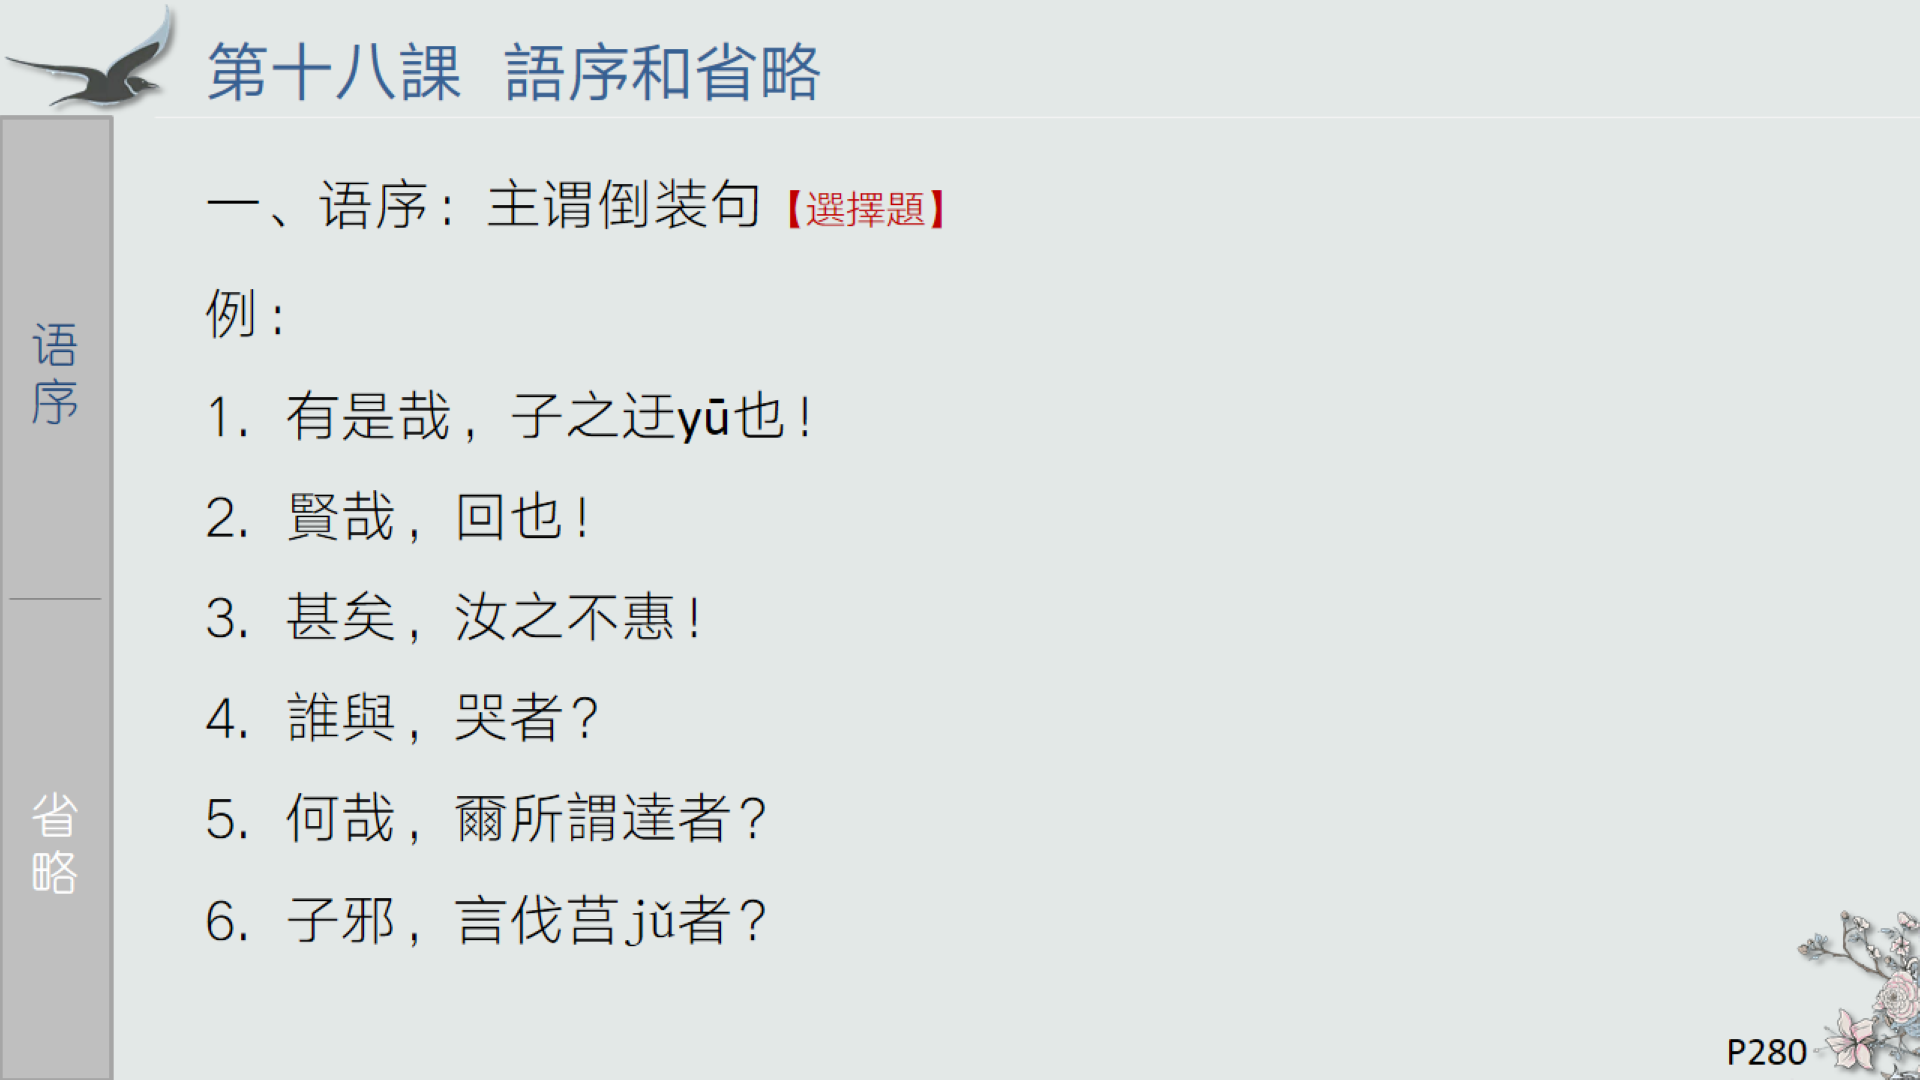 第十八課 語序和省略
语序
省略
一、语序：主谓倒装句【選擇題】
例：
1. 有是哉，子之迂yū也！
2. 賢哉，回也！
3. 甚矣，汝之不惠！
4. 誰與，哭者？
5. 何哉，爾所謂達者？
6. 子邪，言伐莒jǔ者？
P280